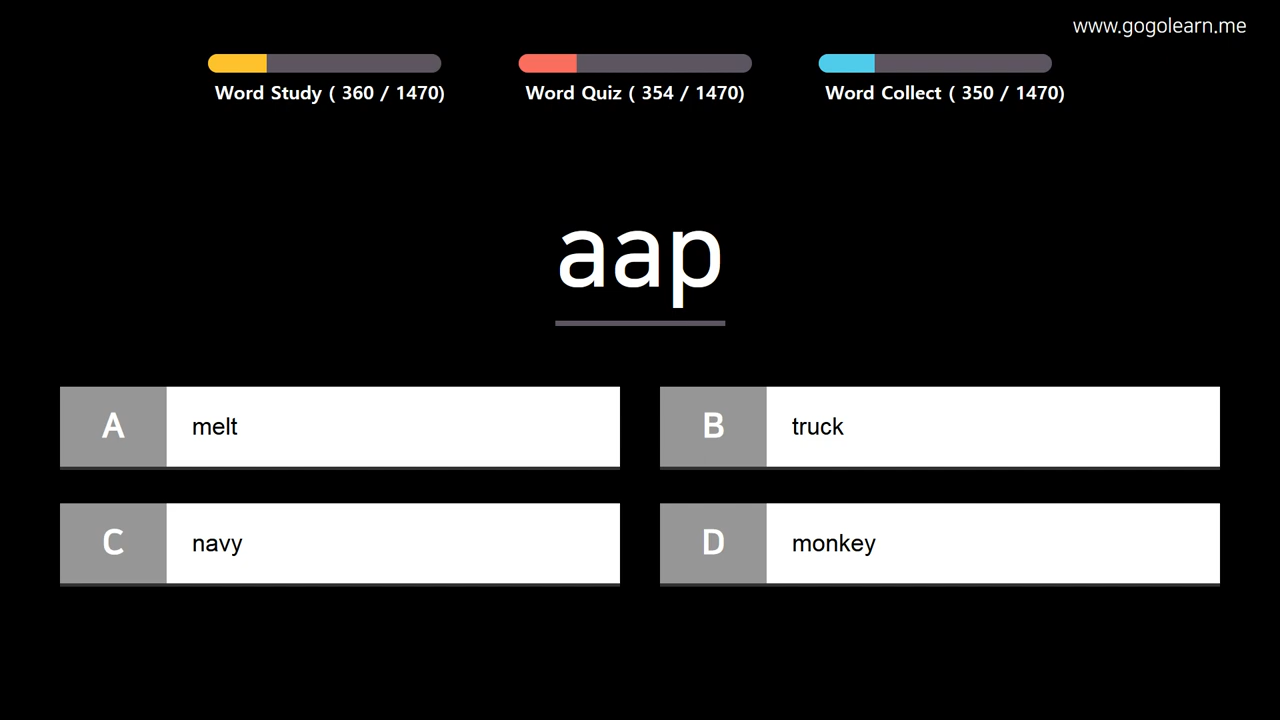 www.gogolearn.me
Word Study ( 360 / 1470)
Word Quiz ( 354 / 1470)
Word Collect ( 350 / 1470)
aap
A melt
B truck
C navy
D monkey